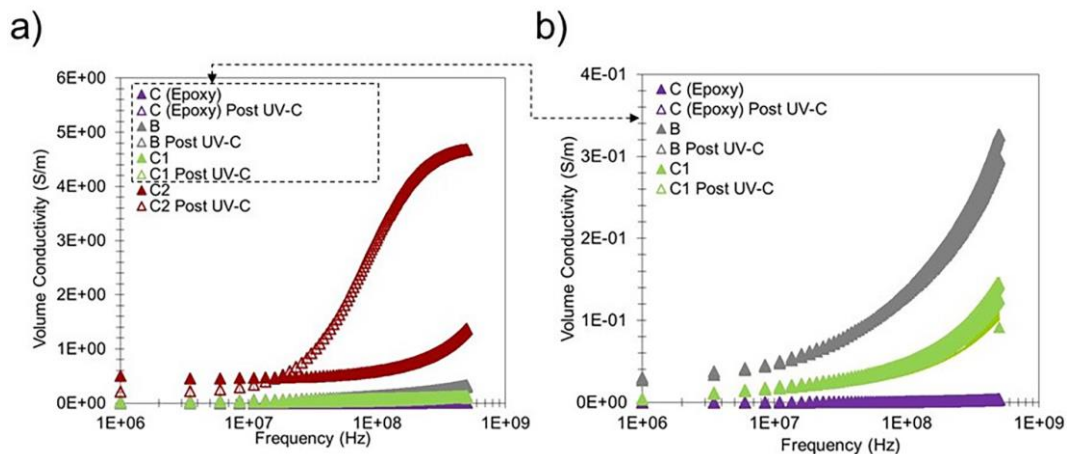 a)
6E+00
5E+00
4E+00
3E+00
2E+00
1E+00
0E+00
Volume Conductivity (S/m)
C (Epoxy)
C (Epoxy) Post UV-C
B
B Post UV-C
C1
C1 Post UV-C
C2
C2 Post UV-C
1E+06 1E+07 1E+08 1E+09
Frequency (Hz)
b)
4E-01
3E-01
2E-01
1E-01
0E+00
Volume Conductivity (S/m)
C (Epoxy)
C (Epoxy) Post UV-C
B
B Post UV-C
C1
C1 Post UV-C
1E+06 1E+07 1E+08 1E+09
Frequency (Hz)